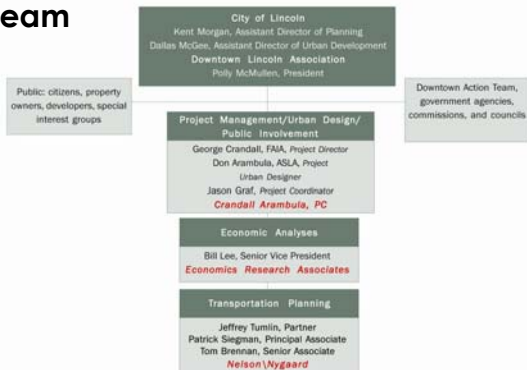 eam
City of Lincoln
Kent Morgan, Assistant Director of Planning
Dallas McGee, Assistant Director of Urban Development
Downtown Lincoln Association
Polly McMullen, President
Public: citizens, property
owners, developers, special
interest groups
Downtown Action Team,
government agencies,
commissions, and councils
Project Management/Urban Design/
Public Involvement
George Crandall, FAIA, Project Director
Don Arambula, ASLA, Project
Urban Designer
Jason Graf, Project Coordinator
Crandall Arambula, PC
Economic Analyses
Bill Lee, Senior Vice President
Economics Research Associates
Transportation Planning
Jeffrey Tumlin, Partner
Patrick Siegman, Principal Associate
Tom Brennan, Senior Associate
Nelson\Nygaard